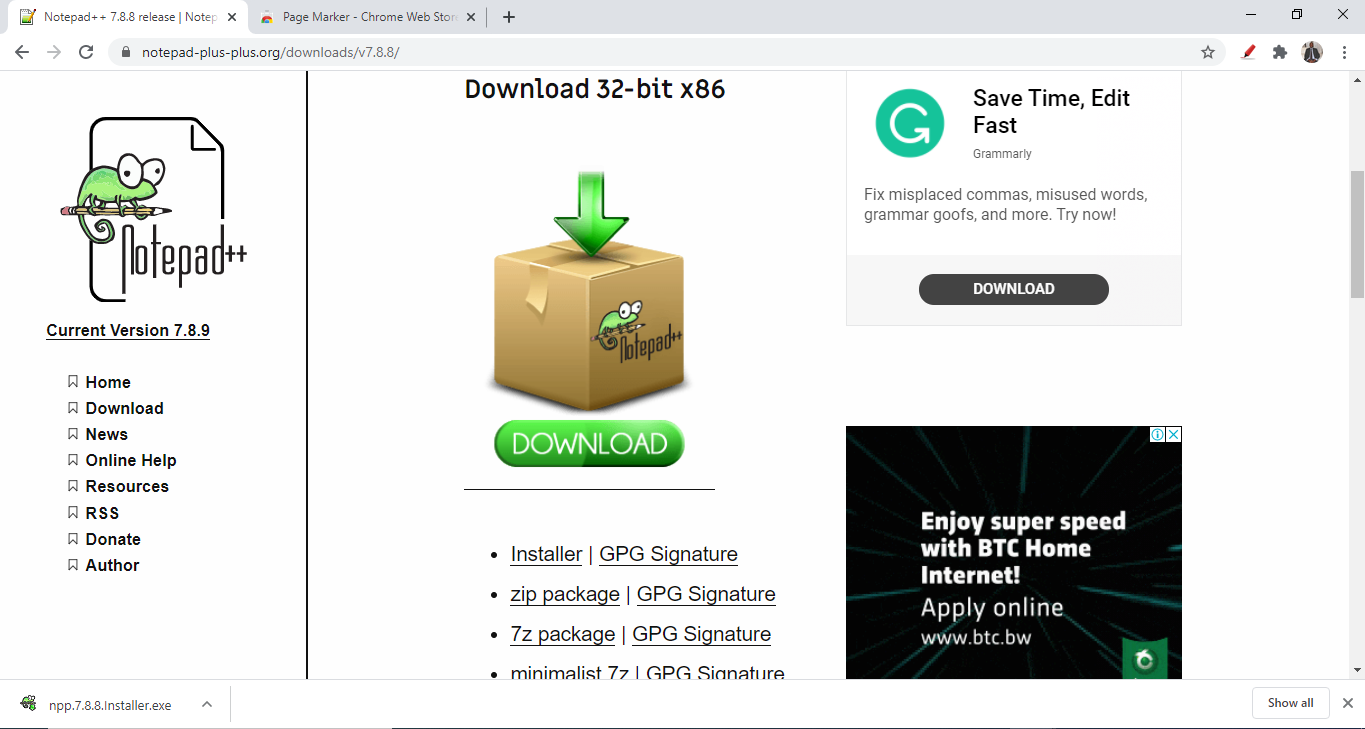 Notepad++ 7.8.8 release | Notep
Page Marker - Chrome Web Stor
notepad-plus-plus.org/downloads/v7.8.8/
Notepad++
Current Version 7.8.9
Home
Download
News
Online Help
Resources
RSS
Donate
Author
Download 32-bit x86
Notepad++
DOWNLOAD
Installer | GPG Signature
zip package | GPG Signature
7z package | GPG Signature
minimalist 7z | GPG Signature
Save Time, Edit
Fast
Grammarly
Fix misplaced commas, misused words,
grammar goofs, and more. Try now!
DOWNLOAD
Enjoy super speed
with BTC Home
Internet!
Apply online
www.btc.bw
npp.7.8.8.Installer.exe
Show all